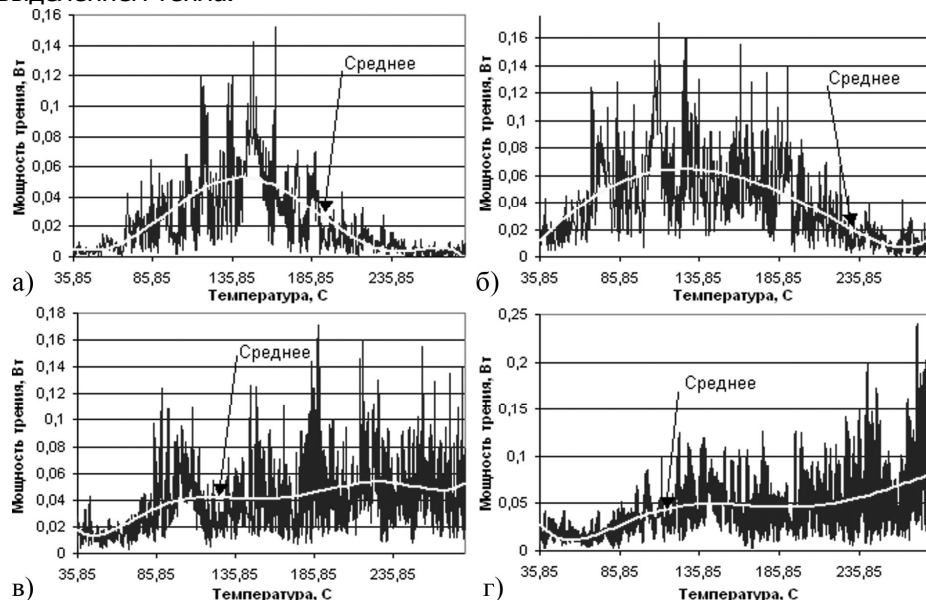 выделением тепла.
Мощность трения, Вт
0,16
0,14
0,12
0,1
0,08
0,06
0,04
0,02
0
Среднее
35,85 85,85 135,85 185,85 235,85
а)
Температура, С
Мощность трения, Вт
0,16
0,14
0,12
0,1
0,08
0,06
0,04
0,02
0
Среднее
35,85 85,85 135,85 185,85 235,85
б)
Температура, С
Мощность трения, Вт
0,18
0,16
0,14
0,12
0,1
0,08
0,06
0,04
0,02
0
Среднее
35,85 85,85 135,85 185,85 235,85
в)
Температура, С
Мощность трения, Вт
0,25
0,2
0,15
0,1
0,05
0
Среднее
35,85 85,85 135,85 185,85 235,85
г)
Температура, С